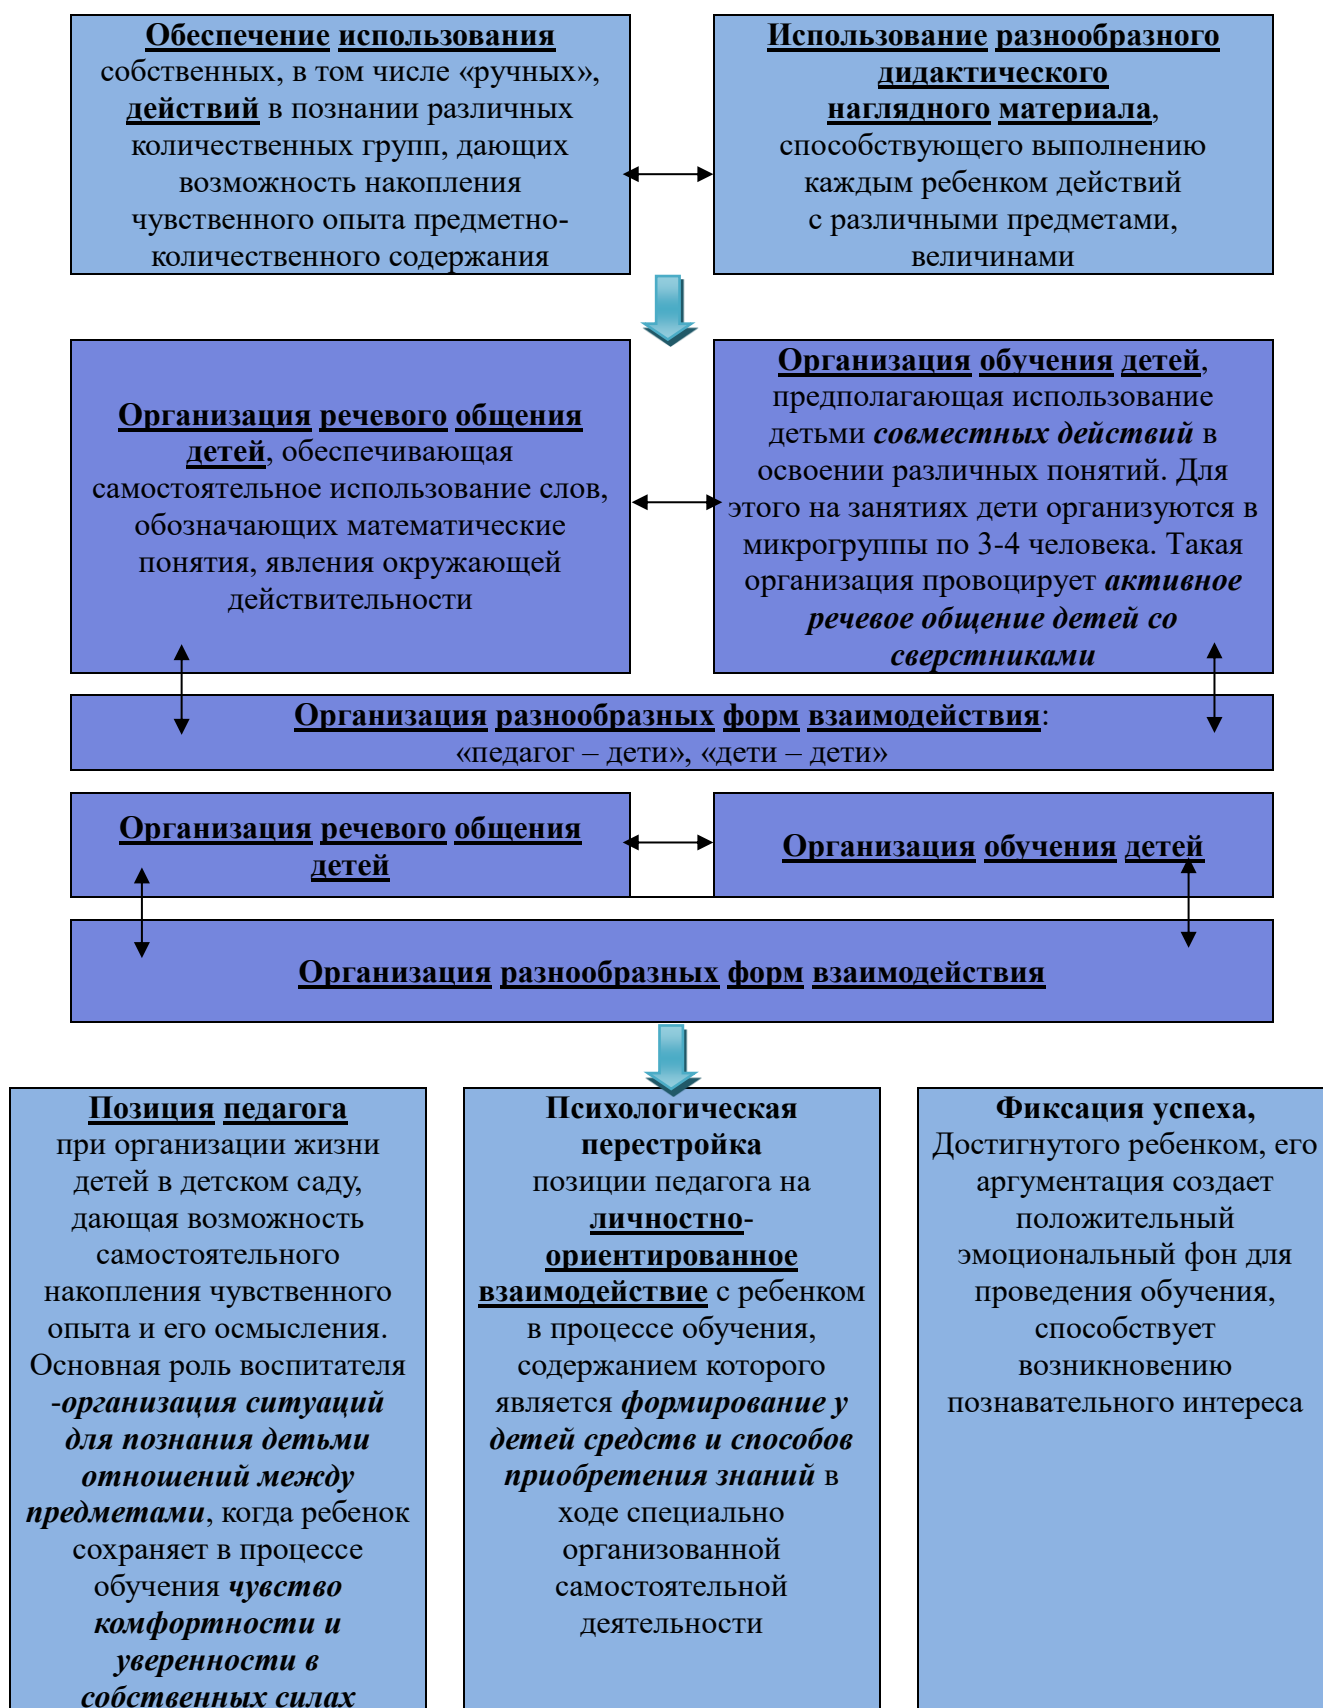 Обеспечение использования
собственных, в том числе «ручных»,
действий в познании различных
количественных групп, дающих
возможность накопления
чувственного опыта предметно-
количественного содержания
Использование разнообразного
дидактического
наглядного материала,
способствующего выполнению
каждым ребенком действий
с различными предметами,
величинами
Организация речевого общения
детей, обеспечивающая
самостоятельное использование слов,
обозначающих математические
понятия, явления окружающей
действительности
Организация обучения детей,
предполагающая использование
детьми совместных действий в
освоении различных понятий. Для
этого на занятиях дети организуются в
микрогруппы по 3-4 человека. Такая
организация провоцирует активное
речевое общение детей со
сверстниками
Организация разнообразных форм взаимодействия:
«педагог – дети», «дети – дети»
Организация речевого общения
детей
Организация обучения детей
Организация разнообразных форм взаимодействия
Позиция педагога
при организации жизни
детей в детском саду,
дающая возможность
самостоятельного
накопления чувственного
опыта и его осмысления.
Основная роль воспитателя
-организация ситуаций
для познания детьми
отношений между
предметами, когда ребенок
сохраняет в процессе
обучения чувство
комфортности и
уверенности в
собственных силах
Психологическая
перестройка
позиции педагога на
личностно-
ориентированное
взаимодействие с ребенком
в процессе обучения,
содержанием которого
является формирование у
детей средств и способов
приобретения знаний в
ходе специально
организованной
самостоятельной
деятельности
Фиксация успеха,
Достигнутого ребенком, его
аргументация создает
положительный
эмоциональный фон для
проведения обучения,
способствует
возникновению
познавательного интереса